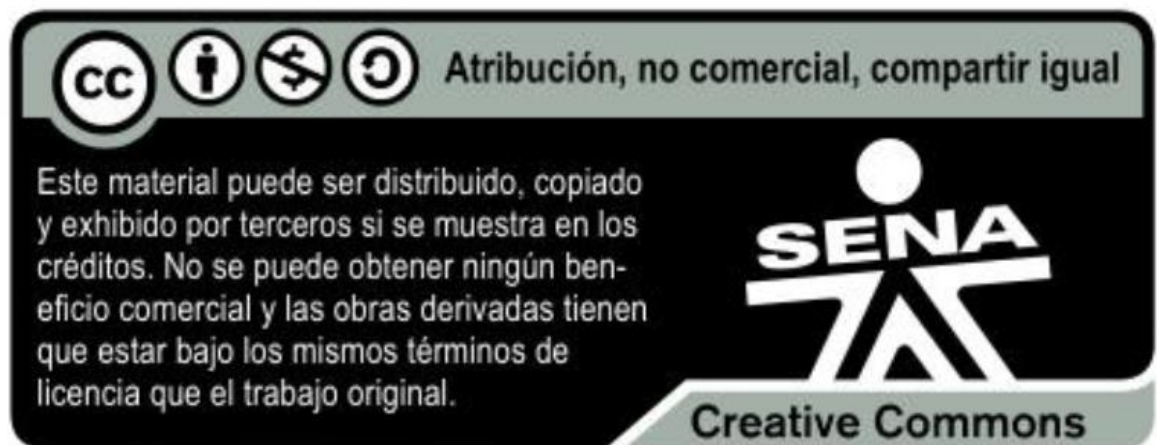 cc Atribución, no comercial, compartir igual
Este material puede ser distribuido, copiado
y exhibido por terceros si se muestra en los
créditos. No se puede obtener ningún ben-
eficio comercial y las obras derivadas tienen
que estar bajo los mismos términos de
licencia que el trabajo original.
SENA
Creative Commons